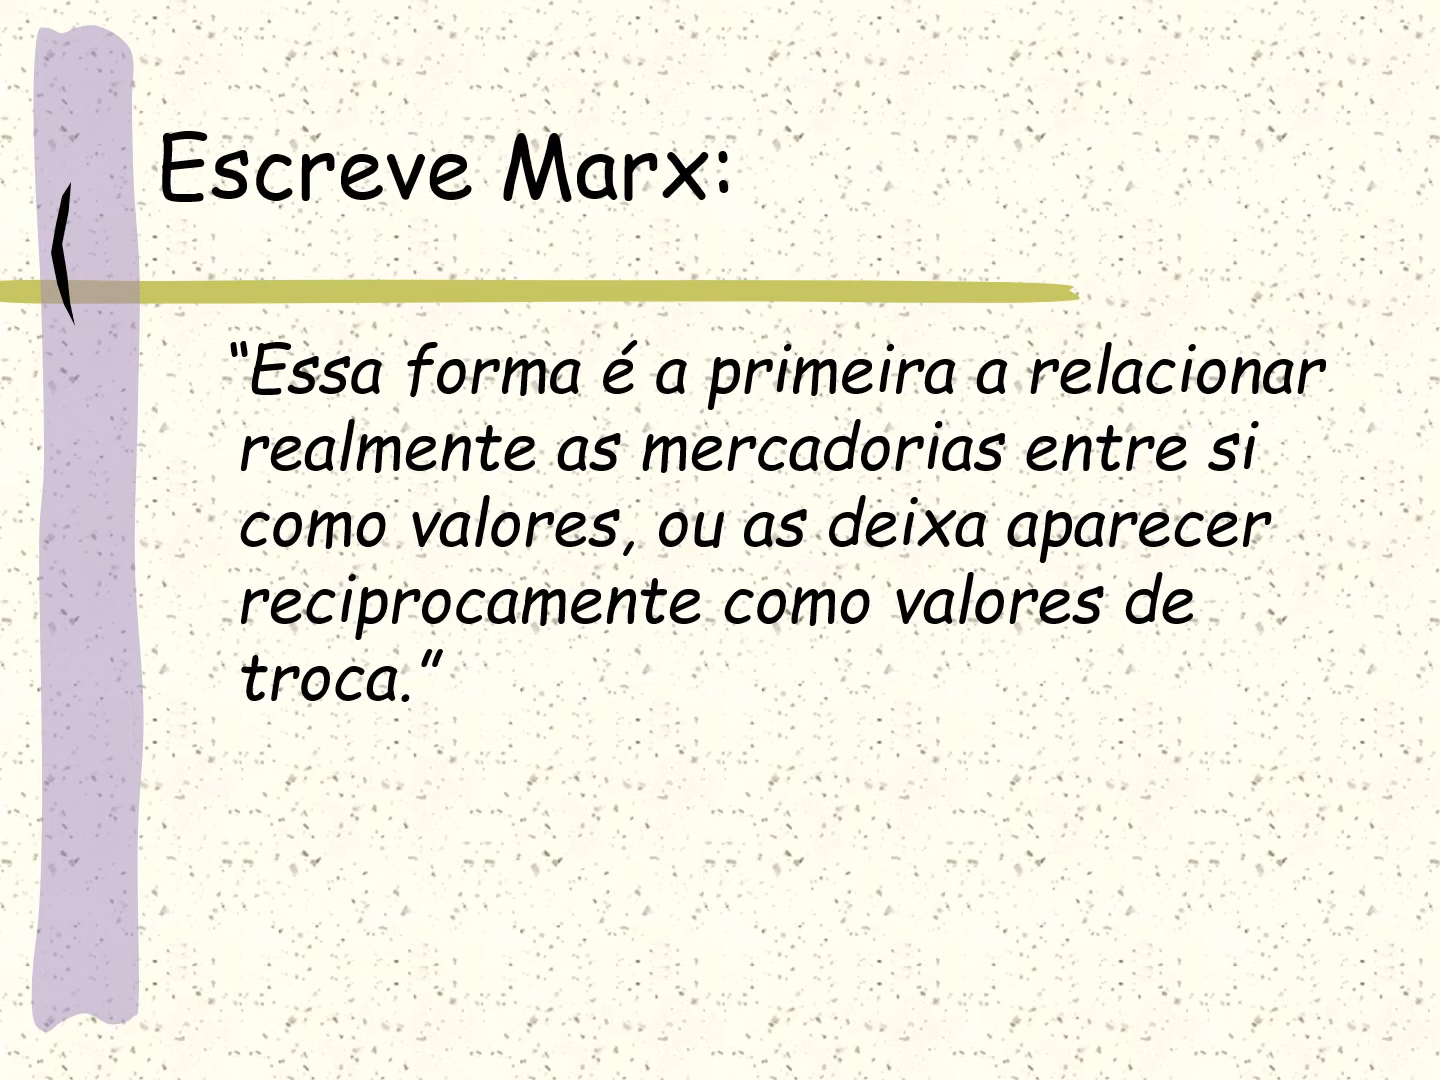 Escreve Marx:
“Essa forma é a primeira a relacionar
realmente as mercadorias entre si
como valores, ou as deixa aparecer
reciprocamente como valores de
troca.”